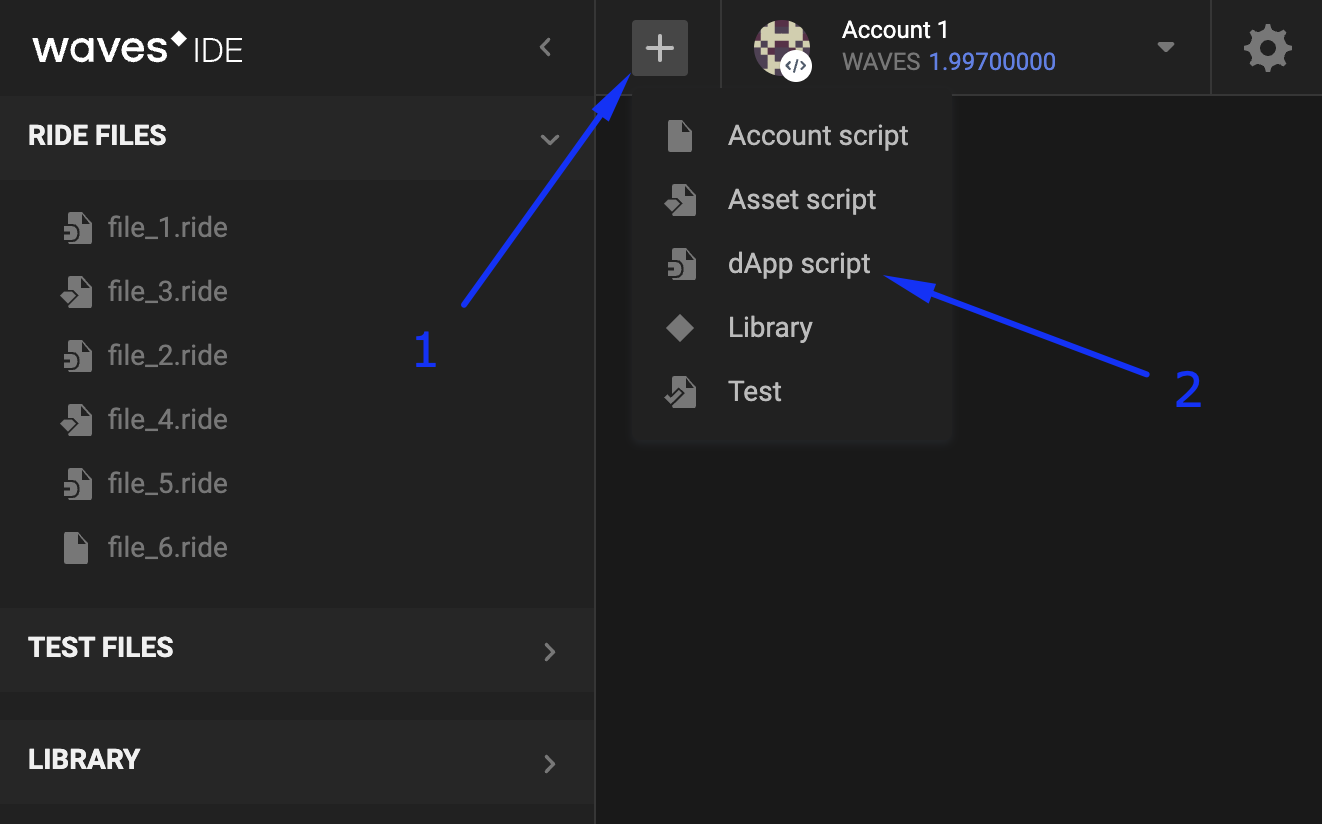 waves IDE
Account 1
WAVES 1.99700000
RIDE FILES
file_1.ride
file_3.ride
file_2.ride
file_4.ride
file_5.ride
file_6.ride
TEST FILES
LIBRARY
Account script
Asset script
dApp script
Library
Test
1
2